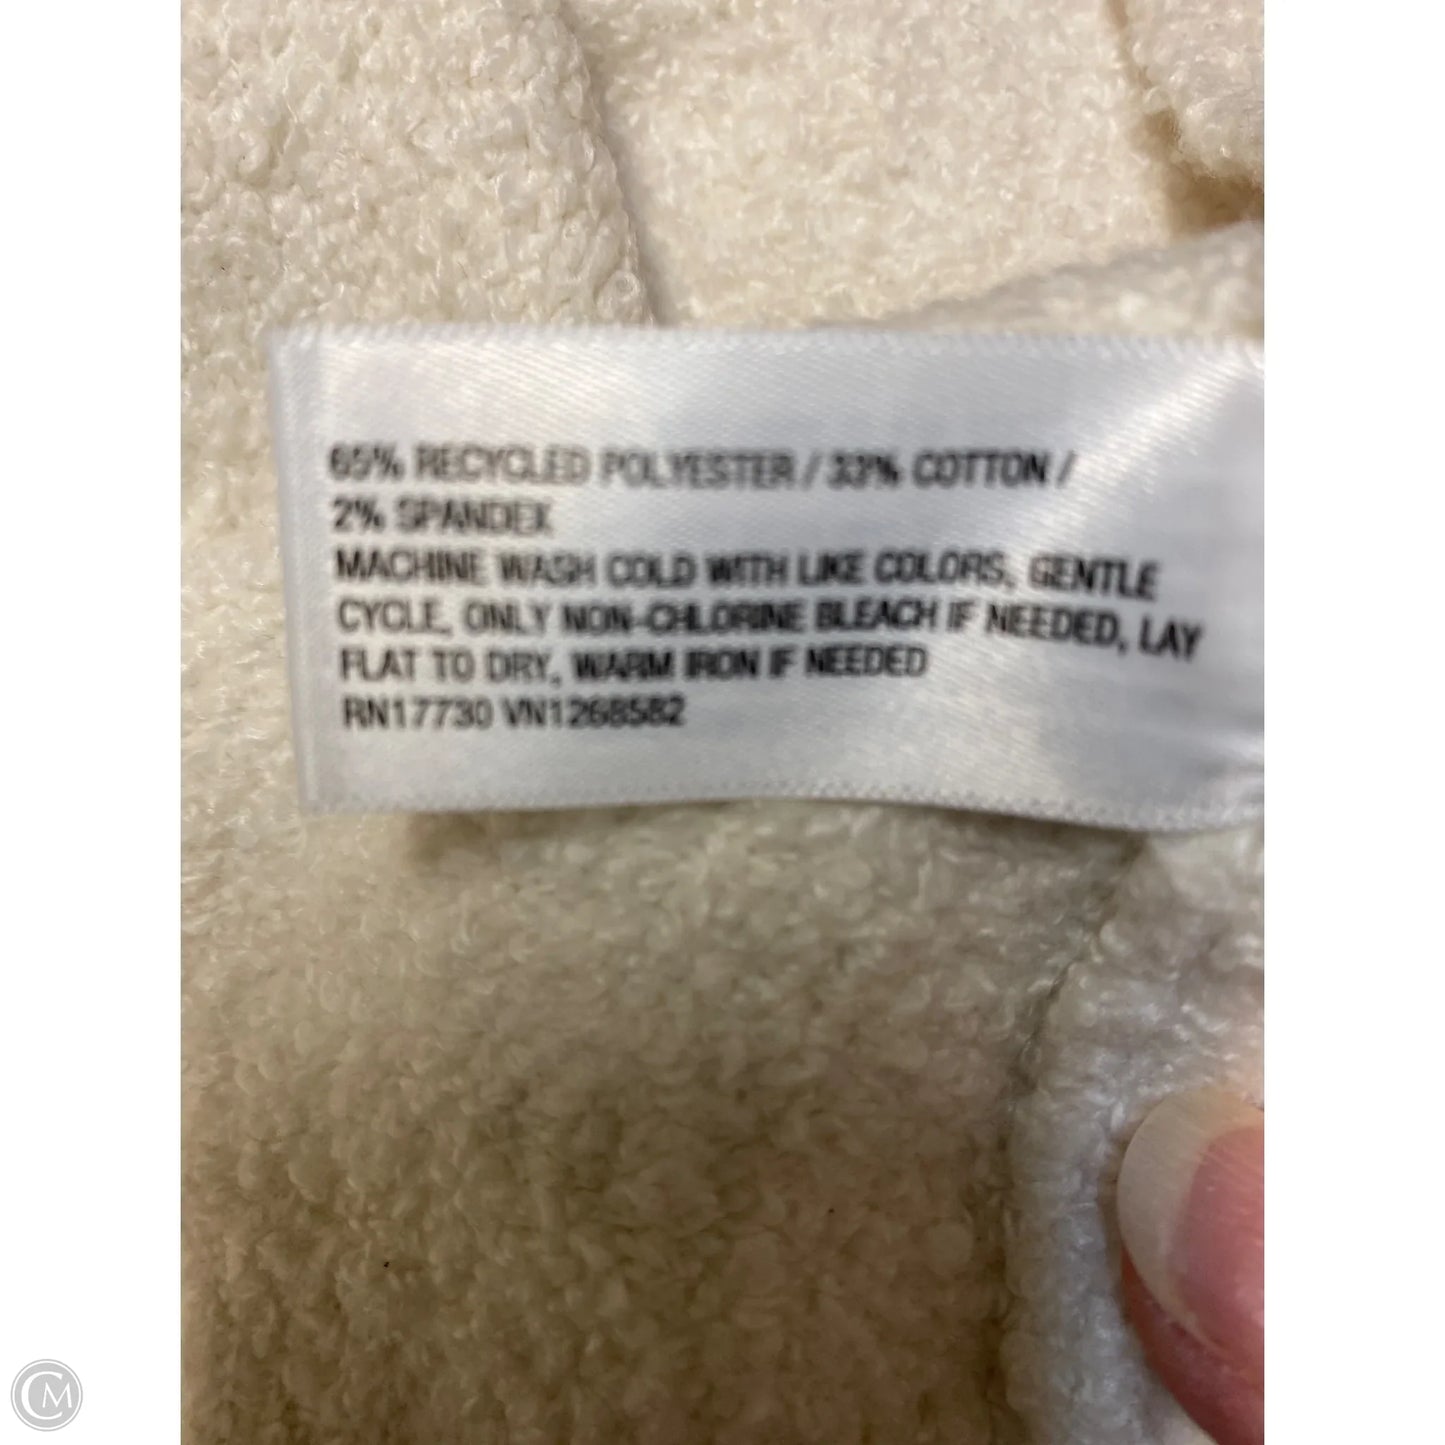 65% RECYCLED POLYESTER / 33% COTTON /
2% SPANDEX
MACHINE WASH COLD WITH LIKE COLORS, GENTLE
CYCLE, ONLY NON-CHLORINE BLEACH IF NEEDED, LAY
FLAT TO DRY, WARM IRON IF NEEDED
RN17730 VN1268582
CM